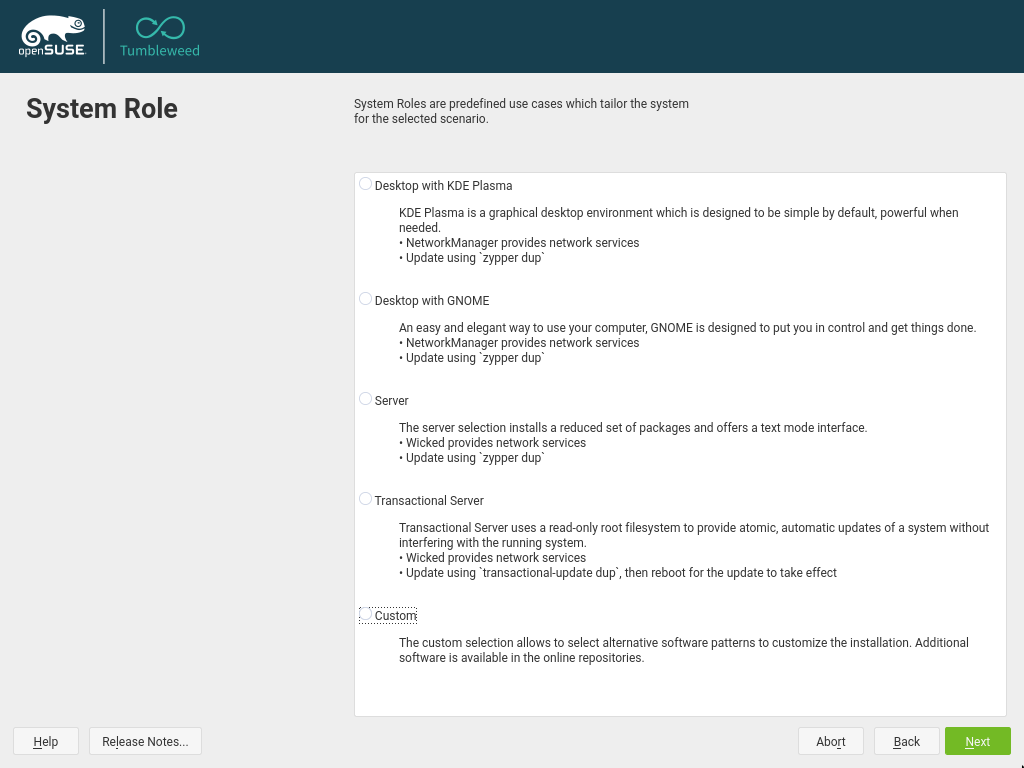 openSUSE
Tumbleweed
System Role
System Roles are predefined use cases which tailor the system
for the selected scenario.
Desktop with KDE Plasma
KDE Plasma is a graphical desktop environment which is designed to be simple by default, powerful when
needed.
• NetworkManager provides network services
• Update using `zypper dup`
Desktop with GNOME
An easy and elegant way to use your computer, GNOME is designed to put you in control and get things done.
• NetworkManager provides network services
• Update using `zypper dup`
Server
The server selection installs a reduced set of packages and offers a text mode interface.
• Wicked provides network services
• Update using `zypper dup`
Transactional Server
Transactional Server uses a read-only root filesystem to provide atomic, automatic updates of a system without
interfering with the running system.
• Wicked provides network services
• Update using `transactional-update dup`, then reboot for the update to take effect
Custom
The custom selection allows to select alternative software patterns to customize the installation. Additional
software is available in the online repositories.
Help
Release Notes...
Abort
Back
Next